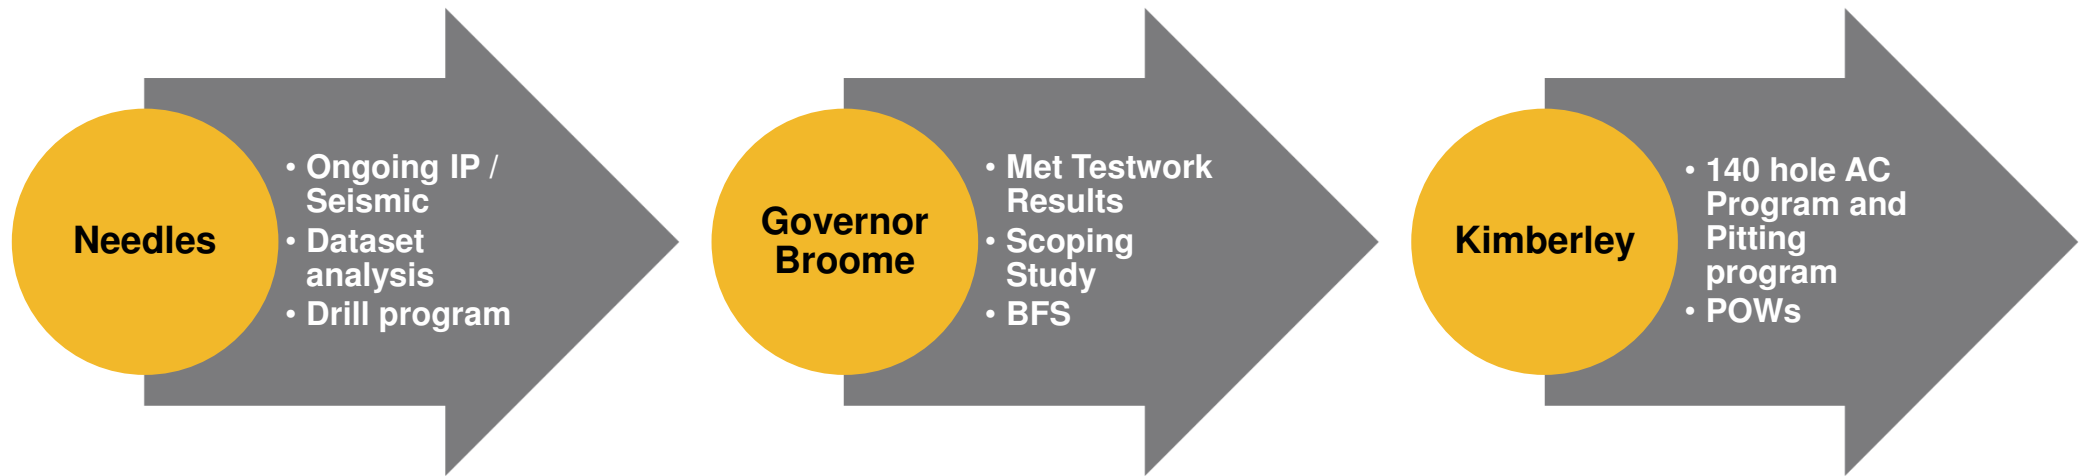 Needles
• Ongoing IP /
Seismic
• Dataset
analysis
• Drill program
Governor
Broome
• Met Testwork
Results
• Scoping
Study
• BFS
Kimberley
• 140 hole AC
Program and
Pitting
program
• POWs